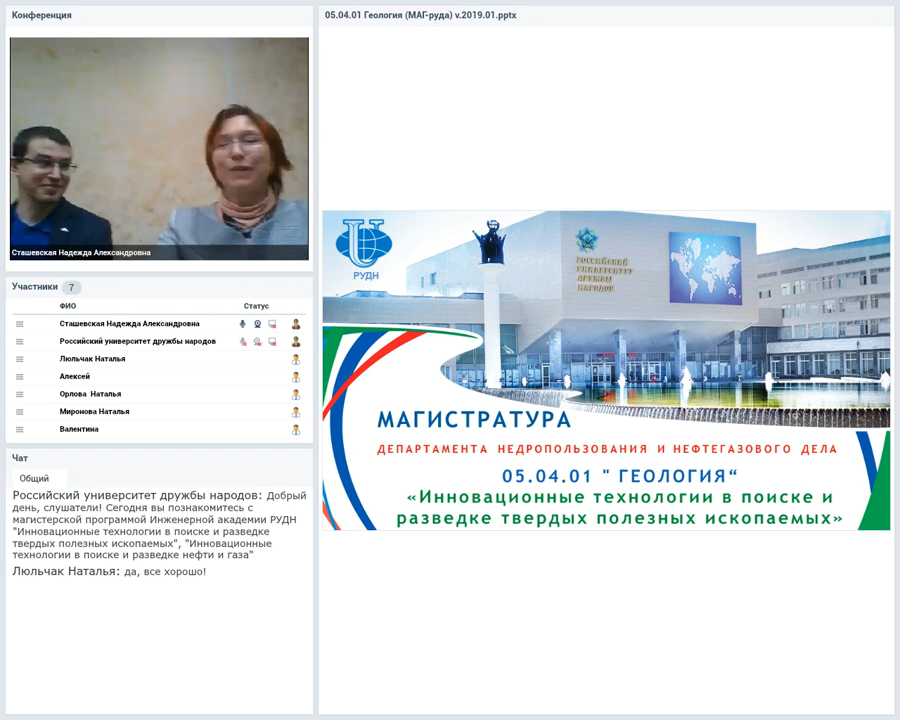 Конференция
Сташевская Надежда Александровна
Участники 7
ФИО Статус
Сташевская Надежда Александровна
Российский университет дружбы народов
Люльчак Наталья
Алексей
Орлова Наталья
Миронова Наталья
Валентина
Чат
Общий
Российский университет дружбы народов: Добрый
день, слушатели! Сегодня вы познакомитесь с
магистерской программой Инженерной академии РУДН
"Инновационные технологии в поиске и разведке
твердых полезных ископаемых", "Инновационные
технологии в поиске и разведке нефти и газа"
Люльчак Наталья: да, все хорошо!
05.04.01 Геология (МАГ-руда) v.2019.01.pptx
РУДН
РОССИЙСКИЙ
УНИВЕРСИТЕТ
ДРУЖБЫ
НАРОДОВ
МАГИСТРАТУРА
ДЕПАРТАМЕНТА НЕДРОПОЛЬЗОВАНИЯ И НЕФТЕГАЗОВОГО ДЕЛА
05.04.01 " ГЕОЛОГИЯ“
«Инновационные технологии в поиске и
разведке твердых полезных ископаемых»